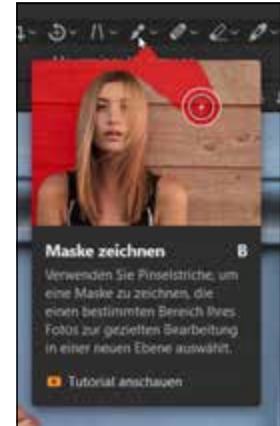 Maske zeichnen B
Verwenden Sie Pinselstriche, um
eine Maske zu zeichnen, die
einen bestimmten Bereich Ihres
Fotos zur gezielten Bearbeitung
in einer neuen Ebene auswählt.
Tutorial anschauen